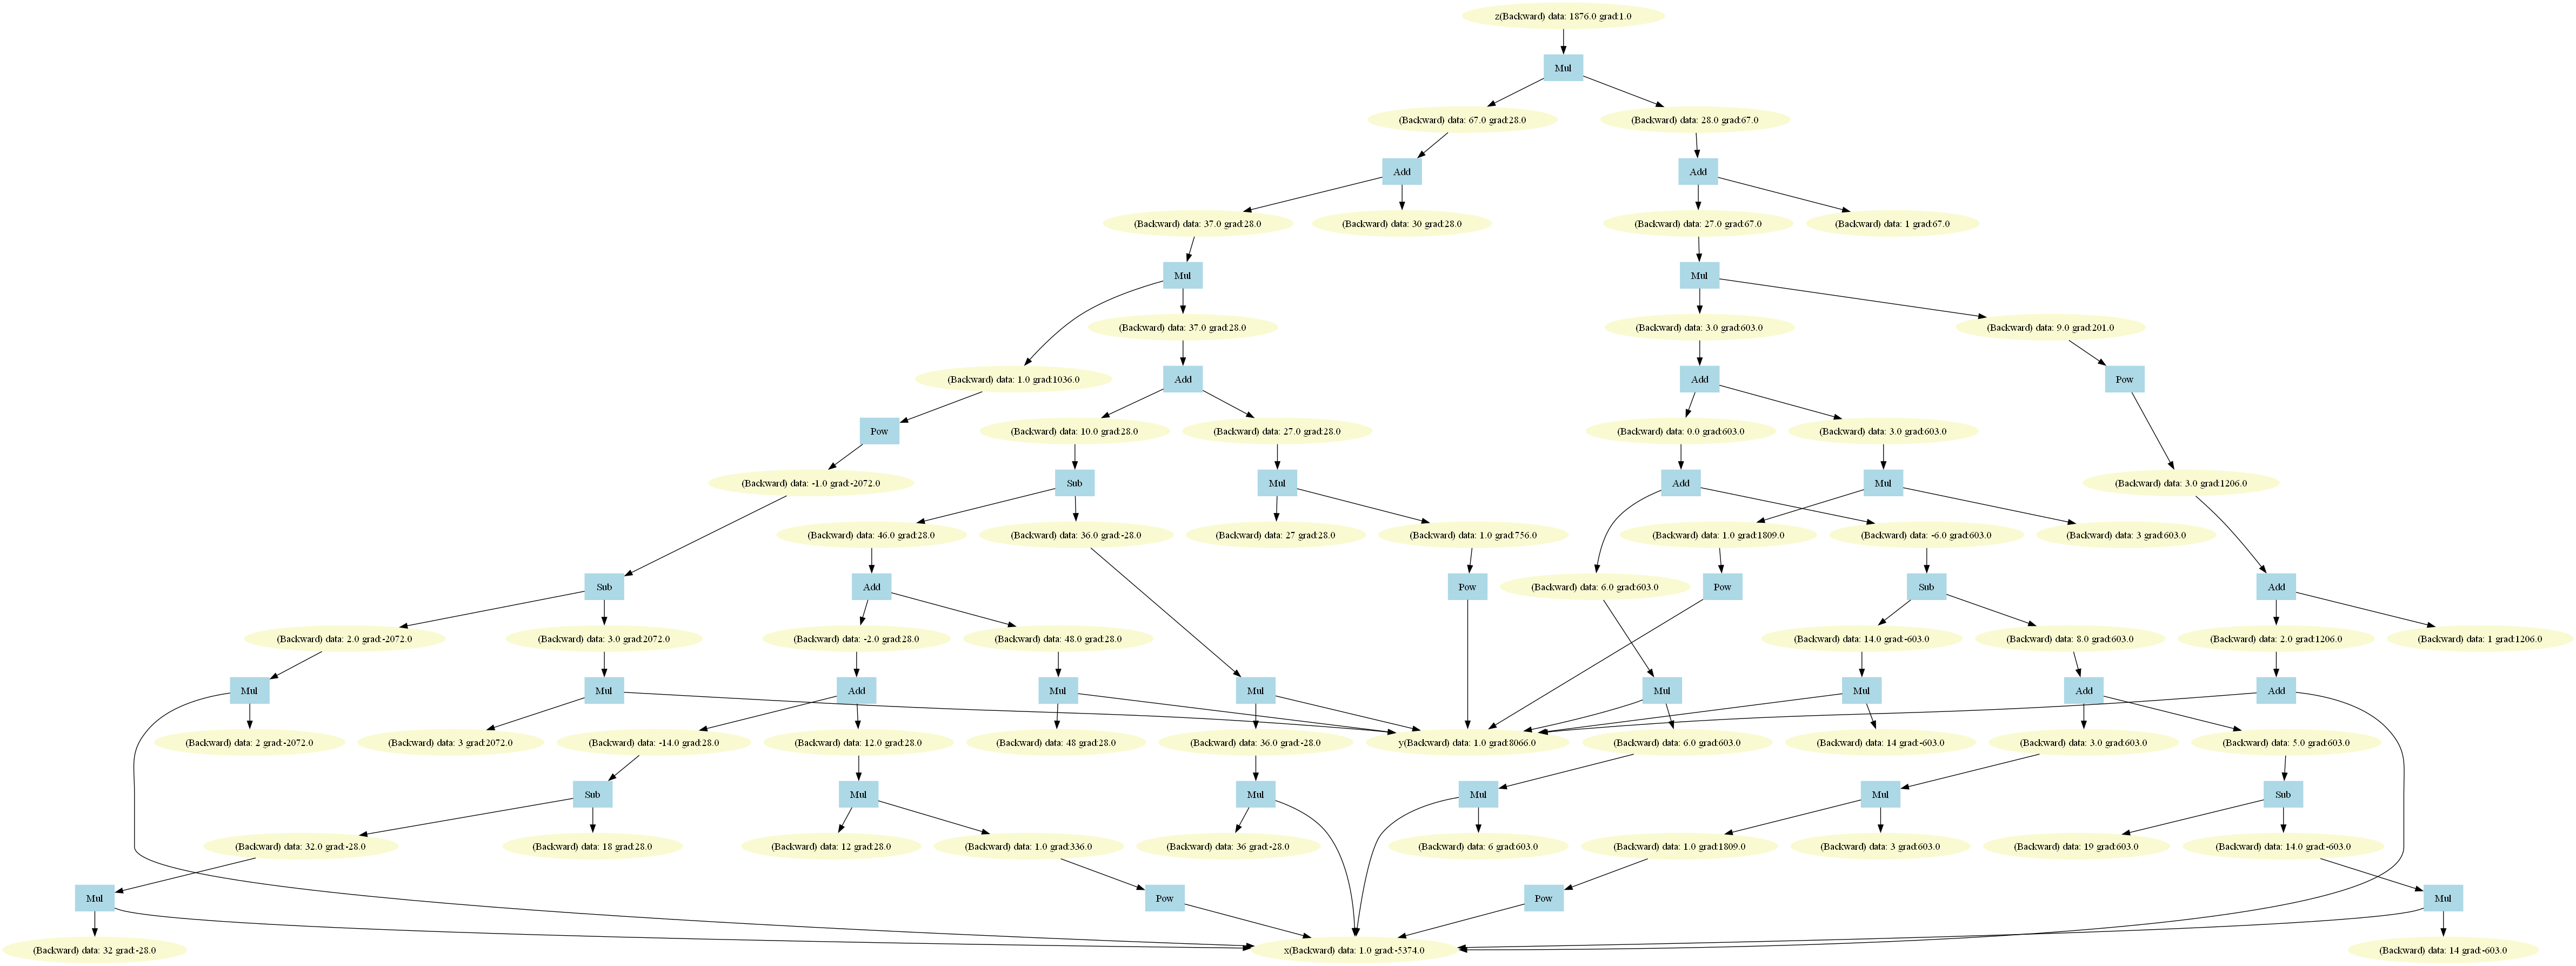 z(Backward) data: 1876.0 grad:1.0
Mul
(Backward) data: 67.0 grad:28.0
(Backward) data: 28.0 grad:67.0
Add
Add
(Backward) data: 37.0 grad:28.0
(Backward) data: 30 grad:28.0
(Backward) data: 27.0 grad:67.0
(Backward) data: 1 grad:67.0
Mul
Mul
(Backward) data: 37.0 grad:28.0
(Backward) data: 3.0 grad:603.0
(Backward) data: 9.0 grad:201.0
(Backward) data: 1.0 grad:1036.0
Add
Add
Pow
Pow
(Backward) data: 10.0 grad:28.0
(Backward) data: 27.0 grad:28.0
(Backward) data: 0.0 grad:603.0
(Backward) data: 3.0 grad:603.0
(Backward) data: -1.0 grad:-2072.0
Sub
Mul
Add
Mul
(Backward) data: 3.0 grad:1206.0
(Backward) data: 46.0 grad:28.0
(Backward) data: 36.0 grad:-28.0
(Backward) data: 27 grad:28.0
(Backward) data: 1.0 grad:756.0
(Backward) data: 1.0 grad:1809.0
(Backward) data: -6.0 grad:603.0
(Backward) data: 3 grad:603.0
Sub
Add
Pow
(Backward) data: 6.0 grad:603.0
Pow
Sub
Add
(Backward) data: 2.0 grad:-2072.0
(Backward) data: 3.0 grad:2072.0
(Backward) data: -2.0 grad:28.0
(Backward) data: 48.0 grad:28.0
(Backward) data: 14.0 grad:-603.0
(Backward) data: 8.0 grad:603.0
(Backward) data: 2.0 grad:1206.0
(Backward) data: 1 grad:1206.0
Mul
Mul
Add
Mul
Mul
Mul
Mul
Add
Add
(Backward) data: 2 grad:-2072.0
(Backward) data: 3 grad:2072.0
(Backward) data: -14.0 grad:28.0
(Backward) data: 12.0 grad:28.0
(Backward) data: 48 grad:28.0
(Backward) data: 36.0 grad:-28.0
y(Backward) data: 1.0 grad:8066.0
(Backward) data: 6.0 grad:603.0
(Backward) data: 14 grad:-603.0
(Backward) data: 3.0 grad:603.0
(Backward) data: 5.0 grad:603.0
Sub
Mul
Mul
Mul
Mul
Sub
(Backward) data: 32.0 grad:-28.0
(Backward) data: 18 grad:28.0
(Backward) data: 12 grad:28.0
(Backward) data: 1.0 grad:336.0
(Backward) data: 36 grad:-28.0
(Backward) data: 6 grad:603.0
(Backward) data: 1.0 grad:1809.0
(Backward) data: 3 grad:603.0
(Backward) data: 19 grad:603.0
(Backward) data: 14.0 grad:-603.0
Mul
Pow
Pow
Mul
(Backward) data: 32 grad:-28.0
x(Backward) data: 1.0 grad:-5374.0
(Backward) data: 14 grad:-603.0